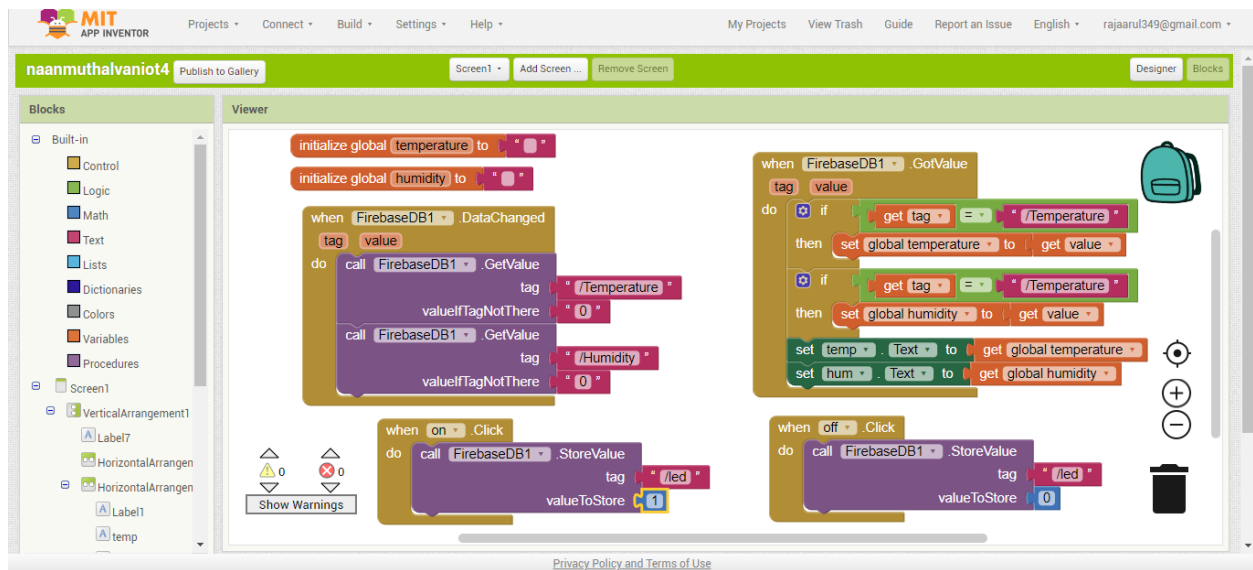 MIT
APP INVENTOR
Projects Connect Build Settings Help My Projects View Trash Guide Report an Issue English rajaarul349@gmail.com
naanmuthalvaniot4 Publish to Gallery Screen1 Add Screen ... Remove Screen Designer Blocks
Blocks
Built-in
Control
Logic
Math
Text
Lists
Dictionaries
Colors
Variables
Procedures
Screen1
VerticalArrangement1
Label7
HorizontalArrangen
HorizontalArrangen
Label1
temp
Viewer
initialize global temperature to " "
initialize global humidity to " "
when FirebaseDB1 .DataChanged
tag value
do call FirebaseDB1 .GetValue
tag " /Temperature "
valueIfTagNotThere " 0 "
call FirebaseDB1 .GetValue
tag " /Humidity "
valueIfTagNotThere " 0 "
when FirebaseDB1 .GotValue
tag value
do if get tag = " /Temperature "
then set global temperature to get value
if get tag = " /Temperature "
then set global humidity to get value
set temp . Text to get global temperature
set hum . Text to get global humidity
when on .Click
do call FirebaseDB1 .StoreValue
tag " /led "
valueToStore 1
when off .Click
do call FirebaseDB1 .StoreValue
tag " /led "
valueToStore 0
0 0
Show Warnings
Privacy Policy and Terms of Use